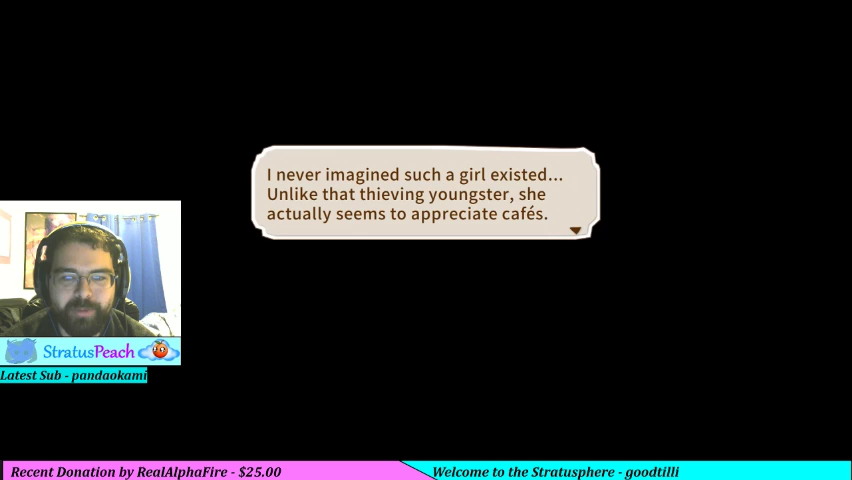 I never imagined such a girl existed...
Unlike that thieving youngster, she
actually seems to appreciate cafés.
StratusPeach
Latest Sub - pandaokami
Recent Donation by RealAlphaFire - $25.00
Welcome to the Stratusphere - goodtilli